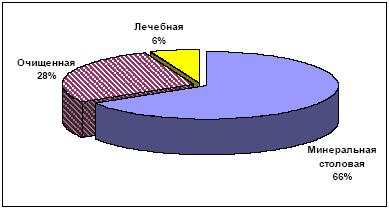 Лечебная
6%
Очищенная
28%
Минеральная
столовая
66%